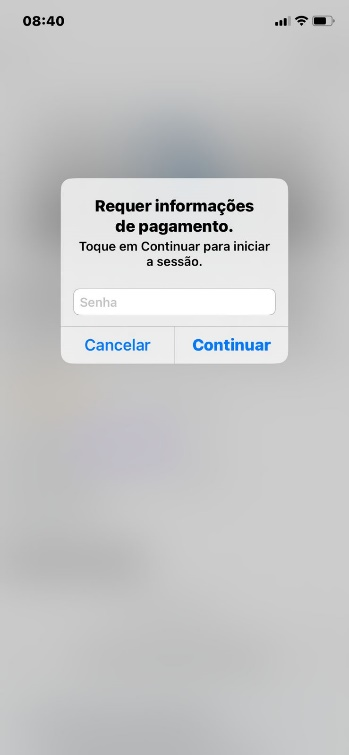 08:40
Requer informações
de pagamento.
Toque em Continuar para iniciar
a sessão.
Senha
Cancelar
Continuar